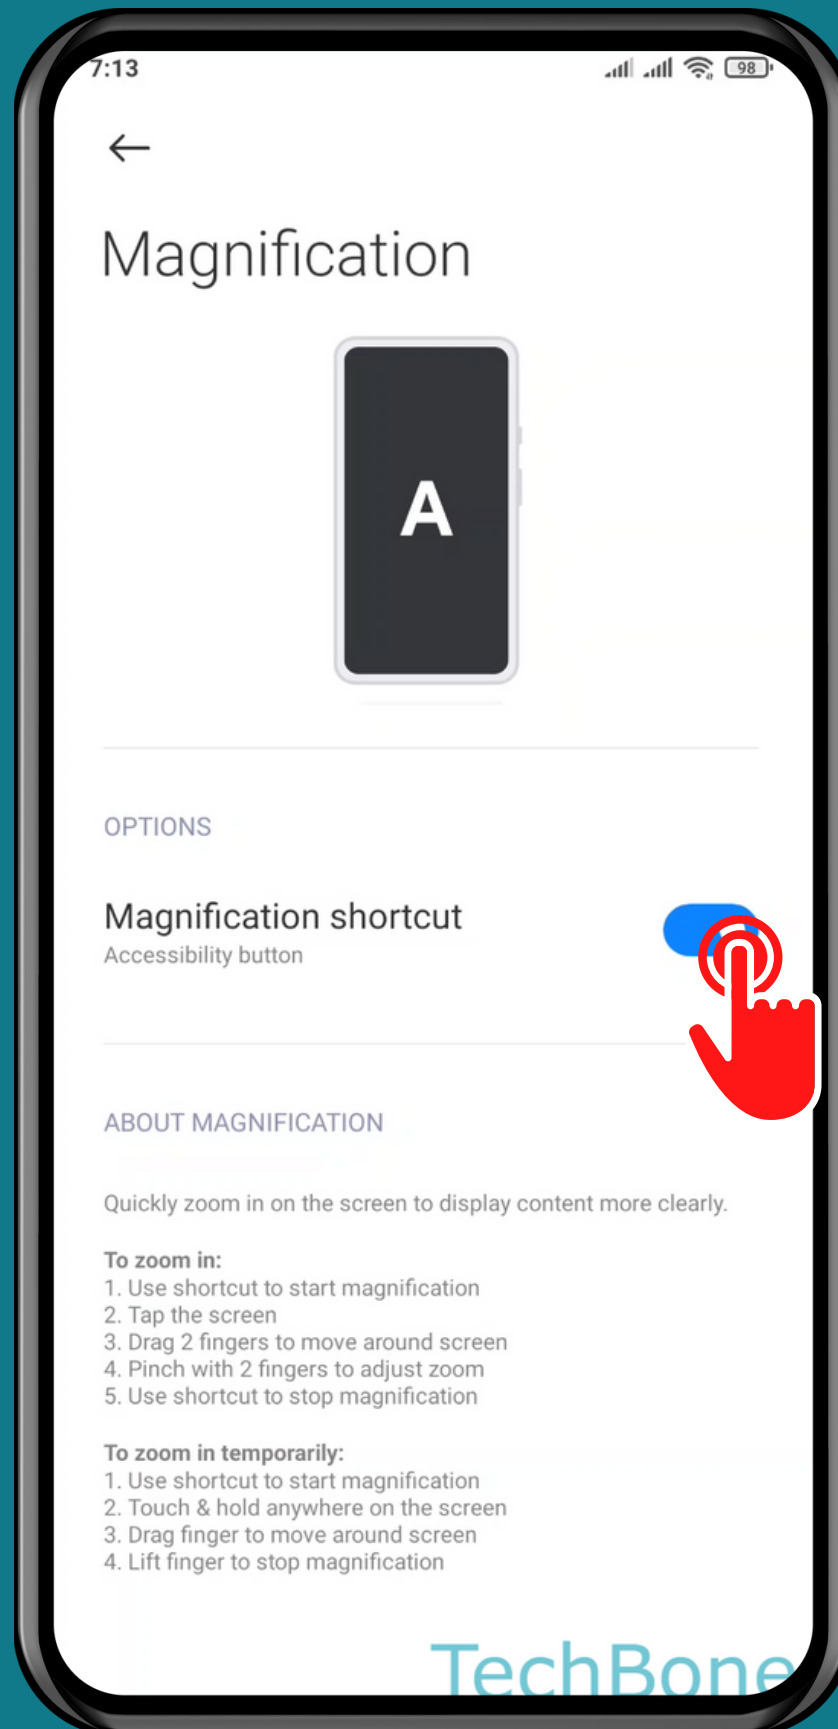 7:13
98
Magnification
A
OPTIONS
Magnification shortcut
Accessibility button
ABOUT MAGNIFICATION
Quickly zoom in on the screen to display content more clearly.
To zoom in:
1. Use shortcut to start magnification
2. Tap the screen
3. Drag 2 fingers to move around screen
4. Pinch with 2 fingers to adjust zoom
5. Use shortcut to stop magnification
To zoom in temporarily:
1. Use shortcut to start magnification
2. Touch & hold anywhere on the screen
3. Drag finger to move around screen
4. Lift finger to stop magnification
TechBone